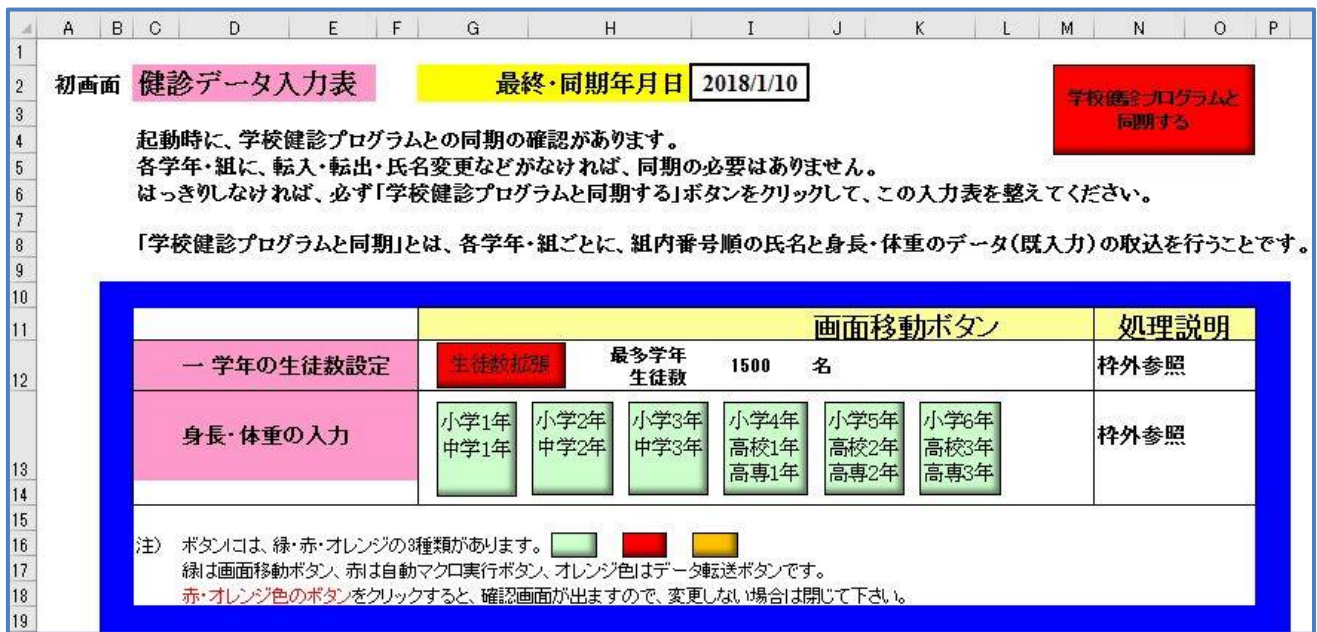 A B C D E F G H I J K L M N O P
1
2 初画面 健診データ入力表 最終・同期年月日 2018/1/10 学校健診プログラムと
3 同期する
4 起動時に、学校健診プログラムとの同期の確認があります。
5 各学年・組に、転入・転出・氏名変更などがなければ、同期の必要はありません。
6 はっきりしなければ、必ず「学校健診プログラムと同期する」ボタンをクリックして、この入力表を整えてください。
7
8 「学校健診プログラムと同期」とは、各学年・組ごとに、組内番号順の氏名と身長・体重のデータ(既入力)の取込を行うことです。
9
10
11 画面移動ボタン 処理説明
12 一学年の生徒数設定 生徒数拡張 最多学年 生徒数 1500 名 枠外参照
13 身長・体重の入力 小学1年 小学2年 小学3年 小学4年 小学5年 小学6年 枠外参照
中学1年 中学2年 中学3年 高校1年 高校2年 高校3年
高専1年 高専2年 高専3年
14
15
16 注) ボタンには、緑・赤・オレンジの3種類があります。
17 緑は画面移動ボタン、赤は自動マクロ実行ボタン、オレンジ色はデータ転送ボタンです。
18 赤・オレンジ色のボタンをクリックすると、確認画面が出ますので、変更しない場合は閉じて下さい。
19